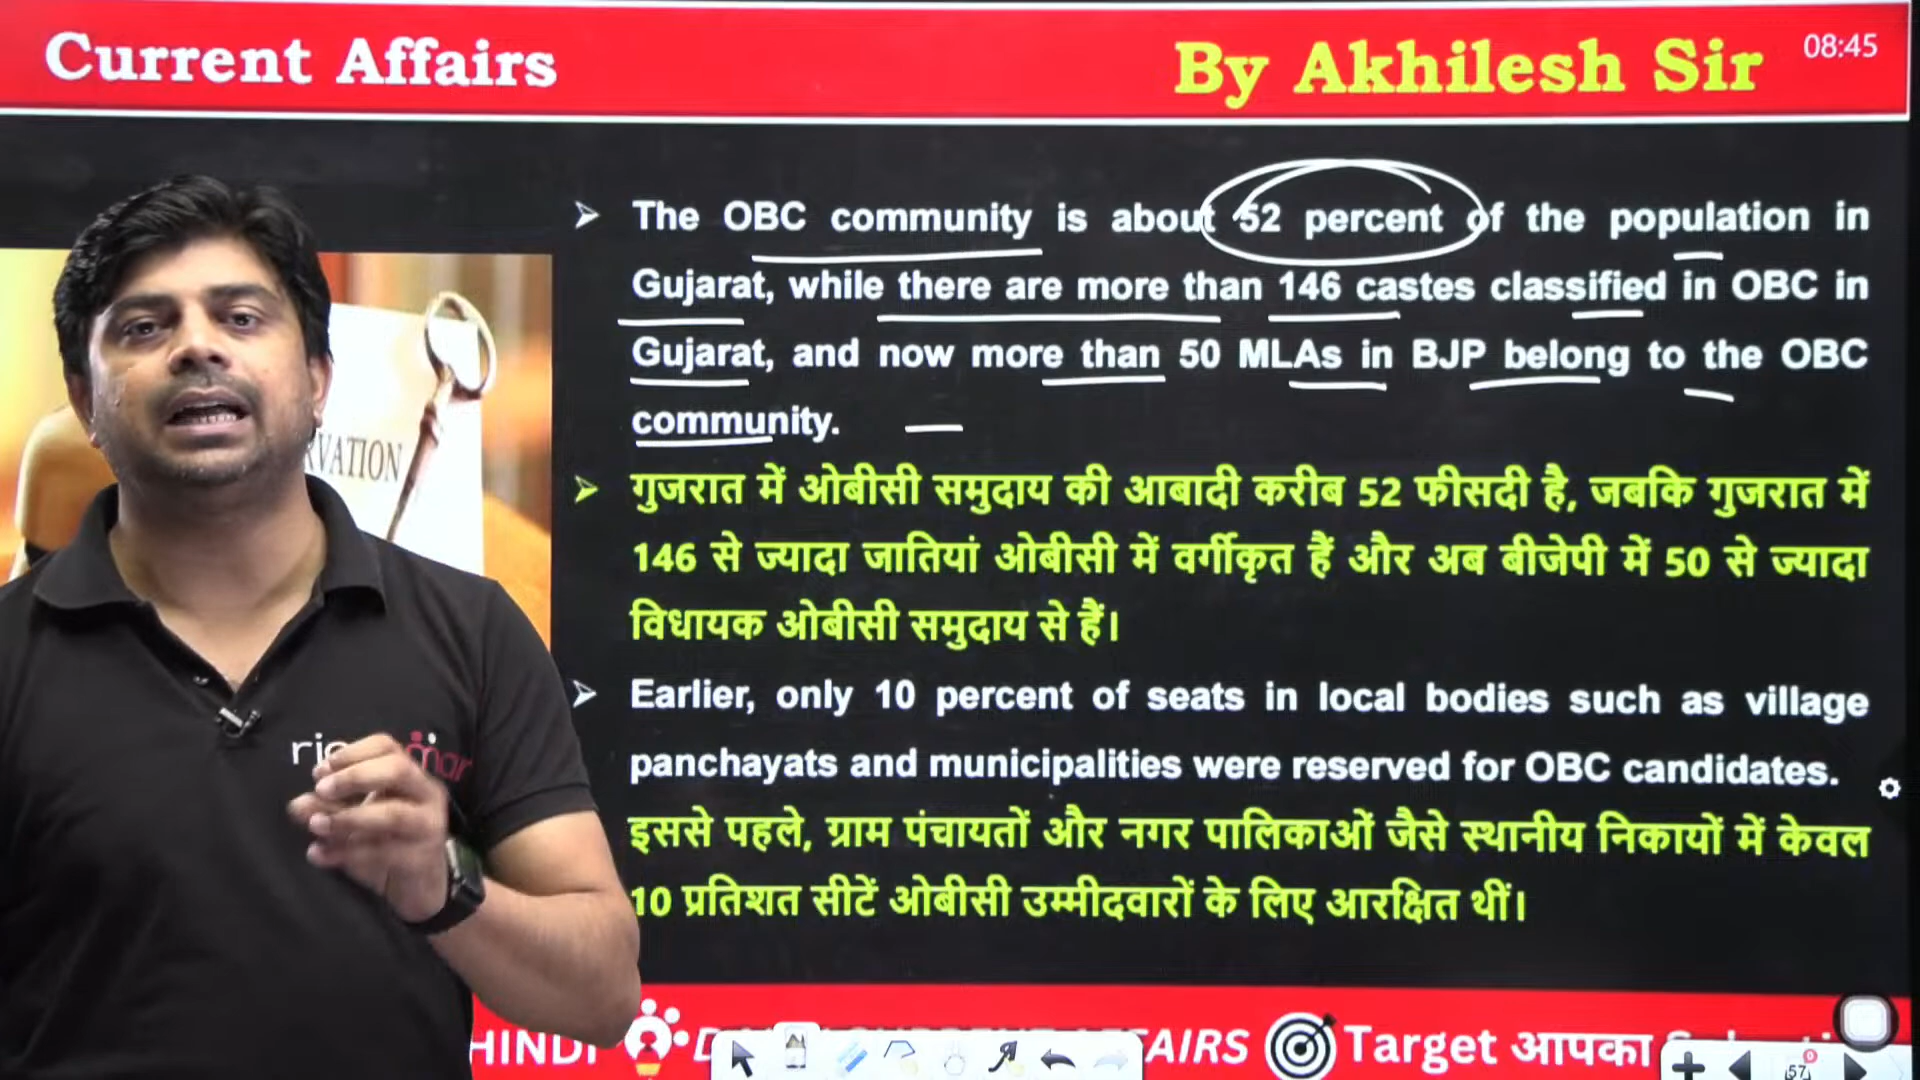 Current Affairs
By Akhilesh Sir
08:45
The OBC community is about 52 percent of the population in
Gujarat, while there are more than 146 castes classified in OBC in
Gujarat, and now more than 50 MLAs in BJP belong to the OBC
community.
गुजरात में ओबीसी समुदाय की आबादी करीब 52 फीसदी है, जबकि गुजरात में
146 से ज्यादा जातियां ओबीसी में वर्गीकृत हैं और अब बीजेपी में 50 से ज्यादा
विधायक ओबीसी समुदाय से हैं।
Earlier, only 10 percent of seats in local bodies such as village
panchayats and municipalities were reserved for OBC candidates.
इससे पहले, ग्राम पंचायतों और नगर पालिकाओं जैसे स्थानीय निकायों में केवल
10 प्रतिशत सीटें ओबीसी उम्मीदवारों के लिए आरक्षित थीं।
RVATION
HINDI
AIRS
Target आपका
57